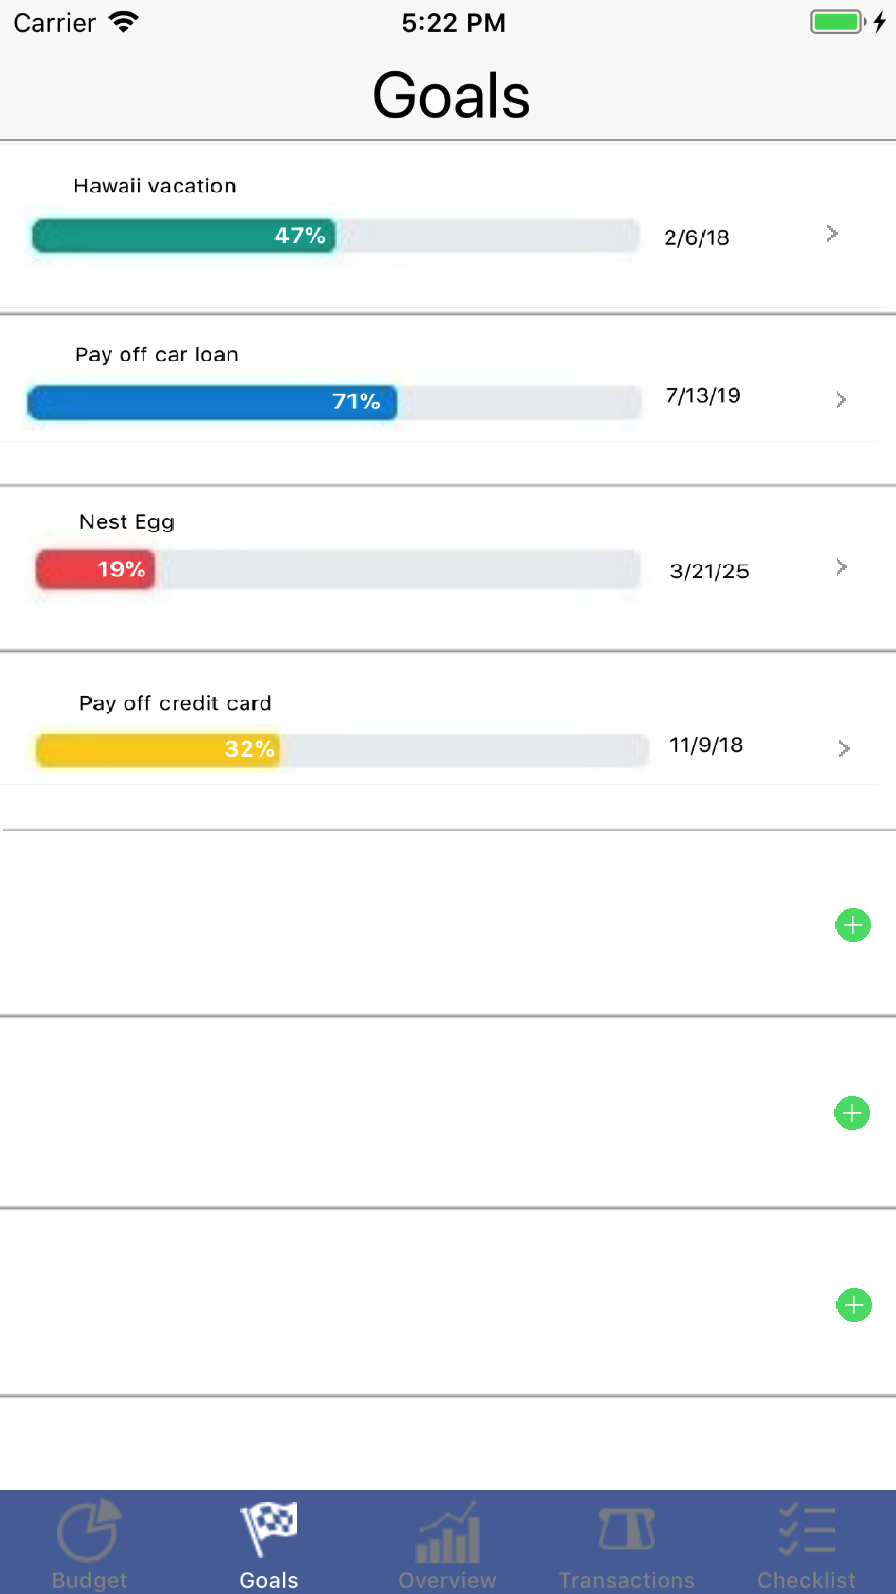 Carrier 5:22 PM
Goals
Hawaii vacation
47% 2/6/18 >
Pay off car loan
71% 7/13/19 >
Nest Egg
19% 3/21/25 >
Pay off credit card
32% 11/9/18 >
Budget Goals Overview Transactions Checklist